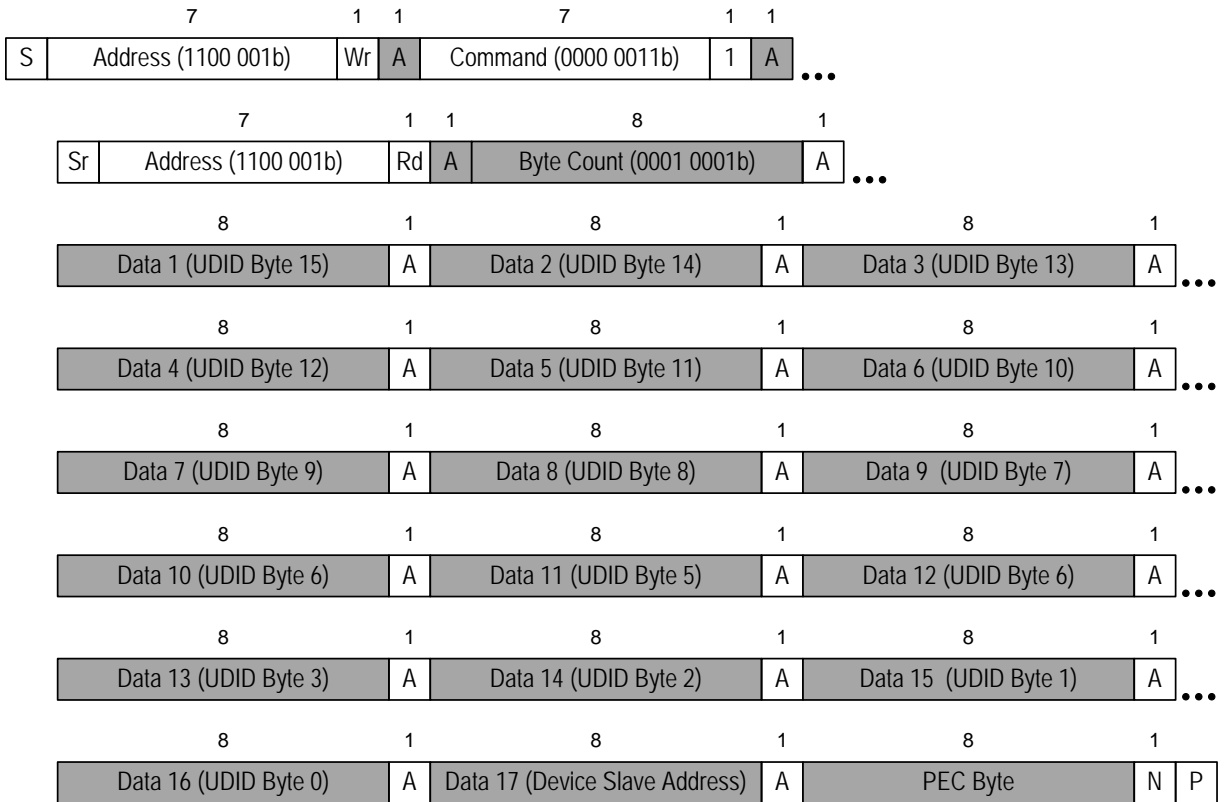 7 1 1 7 1 1
S Address (1100 001b) Wr A Command (0000 0011b) 1 A ...
7 1 1 8 1
Sr Address (1100 001b) Rd A Byte Count (0001 0001b) A ...
8 1 8 1 8 1
Data 1 (UDID Byte 15) A Data 2 (UDID Byte 14) A Data 3 (UDID Byte 13) A ...
8 1 8 1 8 1
Data 4 (UDID Byte 12) A Data 5 (UDID Byte 11) A Data 6 (UDID Byte 10) A ...
8 1 8 1 8 1
Data 7 (UDID Byte 9) A Data 8 (UDID Byte 8) A Data 9 (UDID Byte 7) A ...
8 1 8 1 8 1
Data 10 (UDID Byte 6) A Data 11 (UDID Byte 5) A Data 12 (UDID Byte 6) A ...
8 1 8 1 8 1
Data 13 (UDID Byte 3) A Data 14 (UDID Byte 2) A Data 15 (UDID Byte 1) A ...
8 1 8 1 8 1
Data 16 (UDID Byte 0) A Data 17 (Device Slave Address) A PEC Byte N P